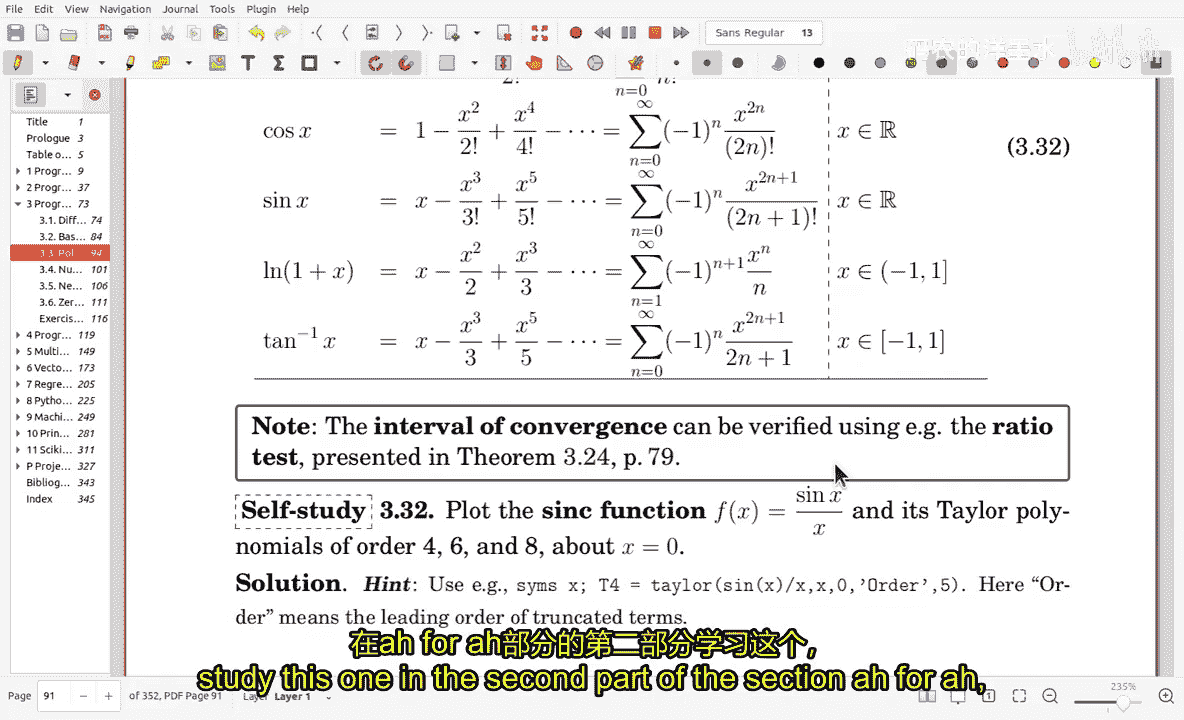 File Edit View Navigation Journal Tools Plugin Help
Sans Regular 13
Title 1
Prologue 3
Table o... 5
1 Progr... 9
2 Progr... 37
3 Progr... 73
3.1. Diff... 74
3.2. Bas... 84
3.3. Pol... 94
3.4. Nu... 101
3.5. Ne... 106
3.6. Zer... 111
Exercis... 116
4 Progr... 119
5 Multi... 149
6 Vecto... 173
7 Regre... 205
8 Pytho... 225
9 Machi... 249
10 Prin... 281
11 Sciki... 311
P Proje... 327
Bibliog... 343
Index 345
cos x = 1 − x²/2! + x⁴/4! − ⋯ = ∑_{n=0}^{∞} (−1)ⁿ x²ⁿ/(2n)! x ∈ ℝ (3.32)
sin x = x − x³/3! + x⁵/5! − ⋯ = ∑_{n=0}^{∞} (−1)ⁿ x²ⁿ⁺¹/(2n + 1)! x ∈ ℝ
ln(1 + x) = x − x²/2 + x³/3 − ⋯ = ∑_{n=1}^{∞} (−1)ⁿ⁺¹ xⁿ/n x ∈ (−1, 1]
tan⁻¹ x = x − x³/3 + x⁵/5 − ⋯ = ∑_{n=0}^{∞} (−1)ⁿ x²ⁿ⁺¹/2n + 1 x ∈ [−1, 1]
Note: The interval of convergence can be verified using e.g. the ratio
test, presented in Theorem 3.24, p. 79.
Self-study 3.32. Plot the sinc function f(x) = sin x/x and its Taylor poly-
nomials of order 4, 6, and 8, about x = 0.
Solution. Hint: Use e.g., syms x; T4 = taylor(sin(x)/x,x,0,'Order',5). Here “Or-
der” means the leading order of truncated terms.
在ah for ah部分的第二部分学习这个,
study this one in the second part of the section ah for ah,
Page 91 of 352, PDF Page 91 Layer Layer 1 235%